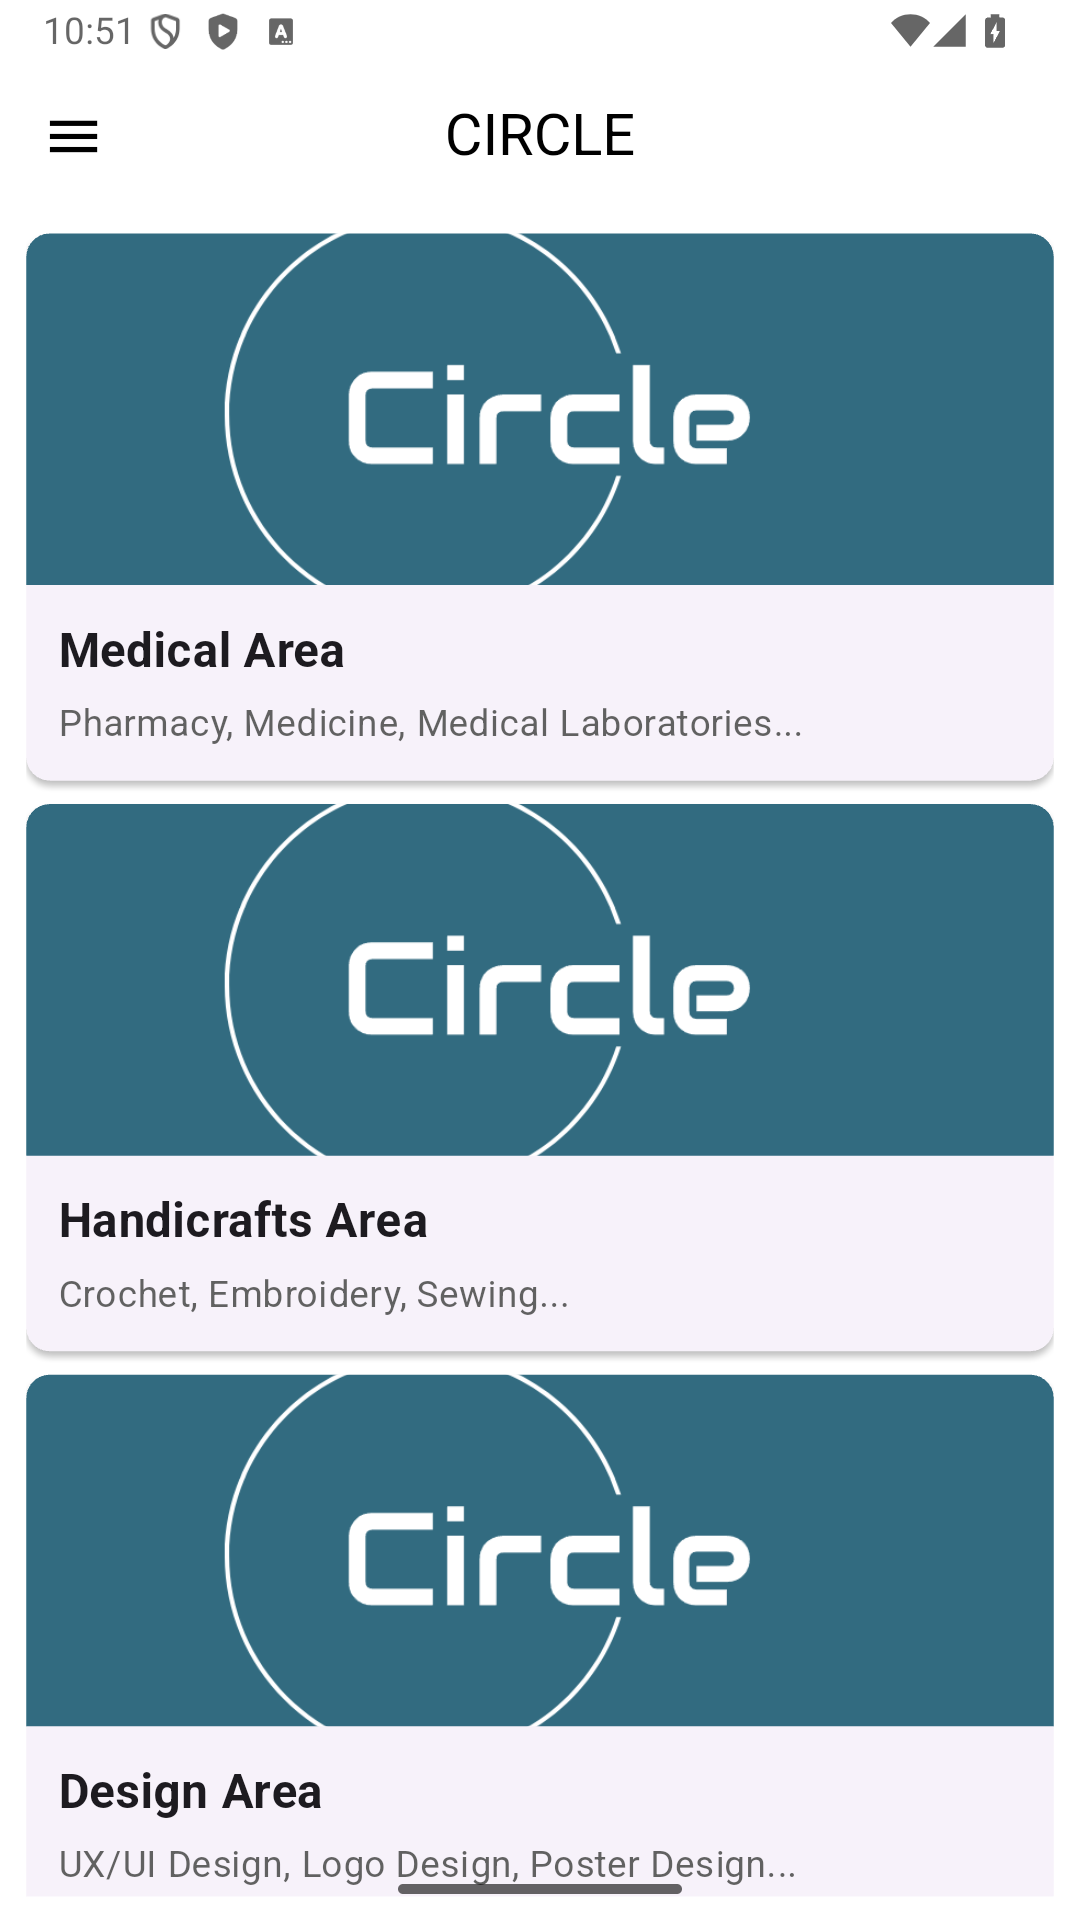 10:51
CIRCLE
Circle
Medical Area
Pharmacy, Medicine, Medical Laboratories...
Circle
Handicrafts Area
Crochet, Embroidery, Sewing...
Circle
Design Area
UX/UI Design, Logo Design, Poster Design...